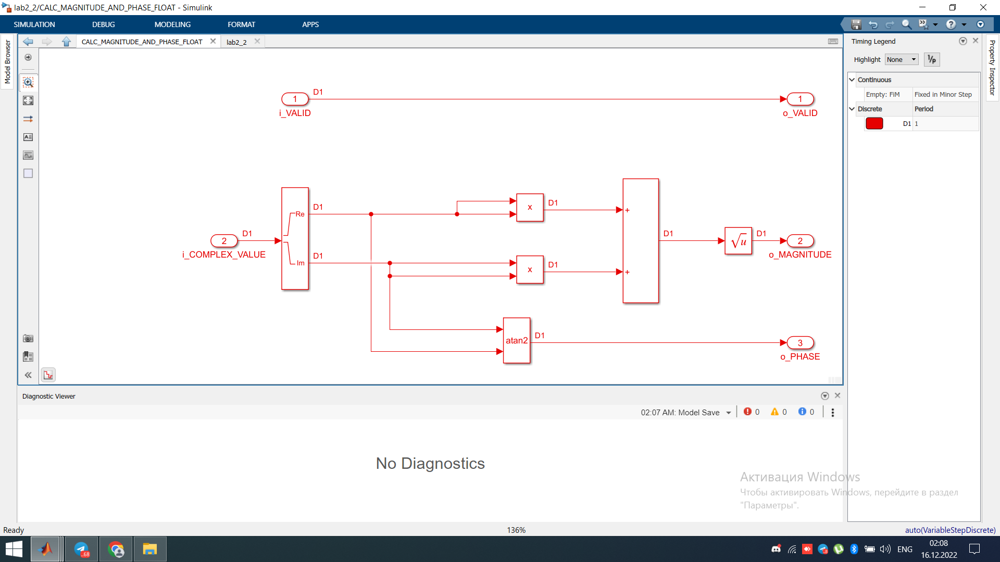 lab2_2/CALC_MAGNITUDE_AND_PHASE_FLOAT - Simulink
SIMULATION DEBUG MODELING FORMAT APPS
Model Browser
CALC_MAGNITUDE_AND_PHASE_FLOAT lab2_2
Timing Legend
Property Inspector
Highlight None 1/p
Continuous
Empty: FiM Fixed in Minor Step
Discrete Period
D1 1
1 D1 1
i_VALID o_VALID
Re D1
x D1 +
2 D1
i_COMPLEX_VALUE
Im D1
x D1 +
D1 √u D1 2
o_MAGNITUDE
atan2 D1 3
o_PHASE
Diagnostic Viewer
02:07 AM: Model Save 0 0 0
No Diagnostics
Активация Windows
Чтобы активировать Windows, перейдите в раздел
"Параметры".
Ready 136% auto(VariableStepDiscrete)
..68
ENG
02:08
16.12.2022